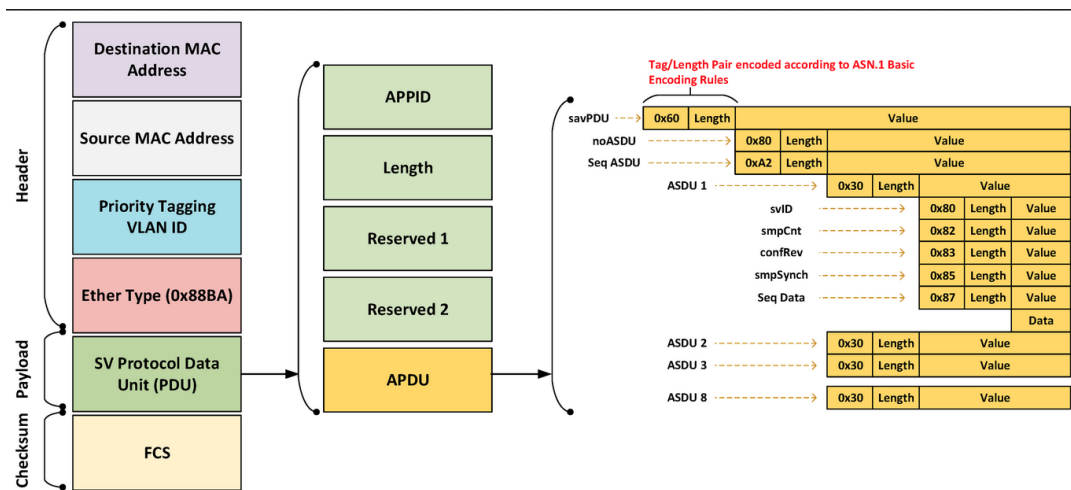 Header
Destination MAC
Address
Source MAC Address
Priority Tagging
VLAN ID
Ether Type (0x88BA)
Payload
SV Protocol Data
Unit (PDU)
Checksum
FCS
APPID
Length
Reserved 1
Reserved 2
APDU
Tag/Length Pair encoded according to ASN.1 Basic
Encoding Rules
savPDU 0x60 Length Value
noASDU 0x80 Length Value
Seq ASDU 0xA2 Length Value
ASDU 1 0x30 Length Value
svID 0x80 Length Value
smpCnt 0x82 Length Value
confRev 0x83 Length Value
smpSynch 0x85 Length Value
Seq Data 0x87 Length Value
Data
ASDU 2 0x30 Length Value
ASDU 3 0x30 Length Value
ASDU 8 0x30 Length Value